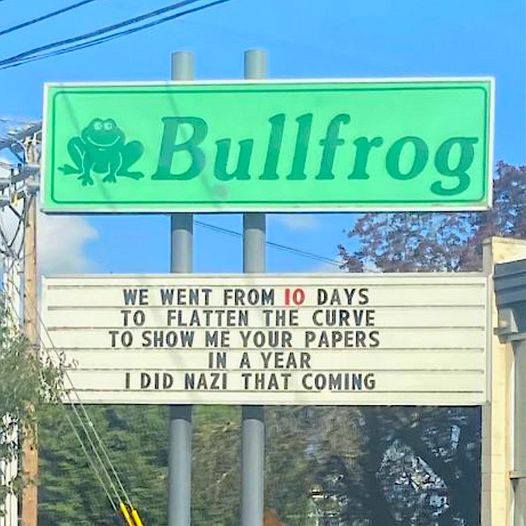 Bullfrog
WE WENT FROM 10 DAYS
TO FLATTEN THE CURVE
TO SHOW ME YOUR PAPERS
IN A YEAR
I DID NAZI THAT COMING